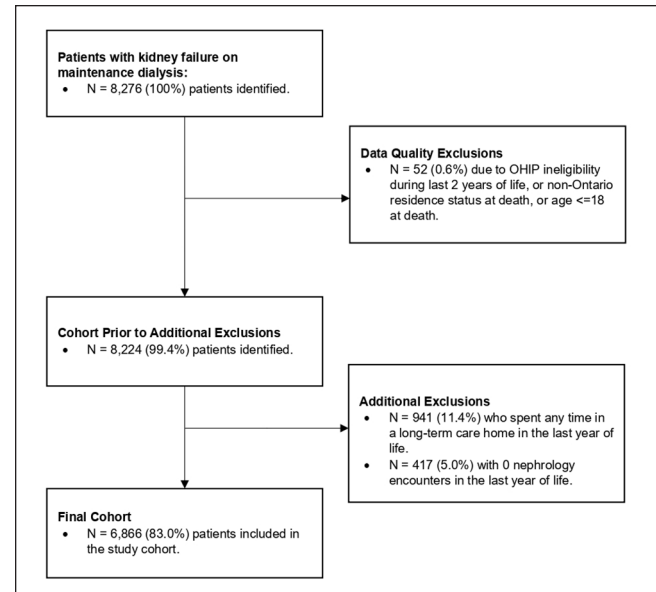 Patients with kidney failure on
maintenance dialysis:
• N = 8,276 (100%) patients identified.
Data Quality Exclusions
• N = 52 (0.6%) due to OHIP ineligibility
during last 2 years of life, or non-Ontario
residence status at death, or age <=18
at death.
Cohort Prior to Additional Exclusions
• N = 8,224 (99.4%) patients identified.
Additional Exclusions
• N = 941 (11.4%) who spent any time in
a long-term care home in the last year of
life.
• N = 417 (5.0%) with 0 nephrology
encounters in the last year of life.
Final Cohort
• N = 6,866 (83.0%) patients included in
the study cohort.